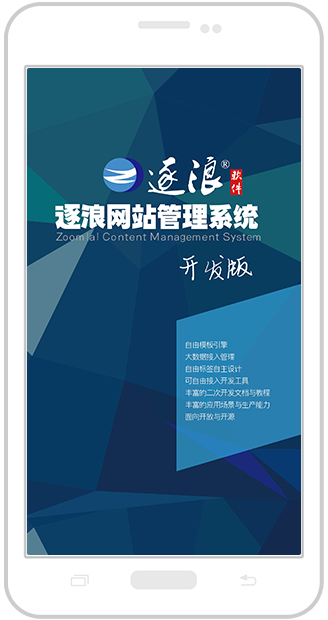 逐浪®软件
逐浪网站管理系统
Zoomla! Content Management System
开发版
自由模板引擎
大数据接入管理
自由标签自主设计
可自由接入开发工具
丰富的二次开发文档与教程
丰富的应用场景与生产能力
面向开放与开源